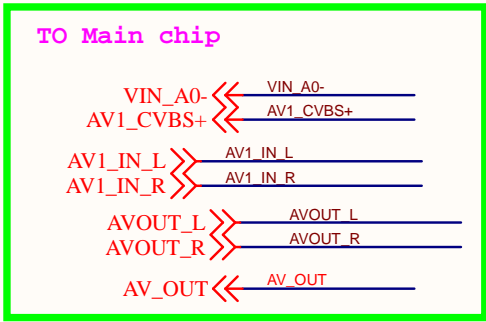 TO Main chip
VIN_A0- VIN_A0-
AV1_CVBS+ AV1_CVBS+
AV1_IN_L AV1_IN_L
AV1_IN_R AV1_IN_R
AVOUT_L AVOUT_L
AVOUT_R AVOUT_R
AV_OUT AV_OUT